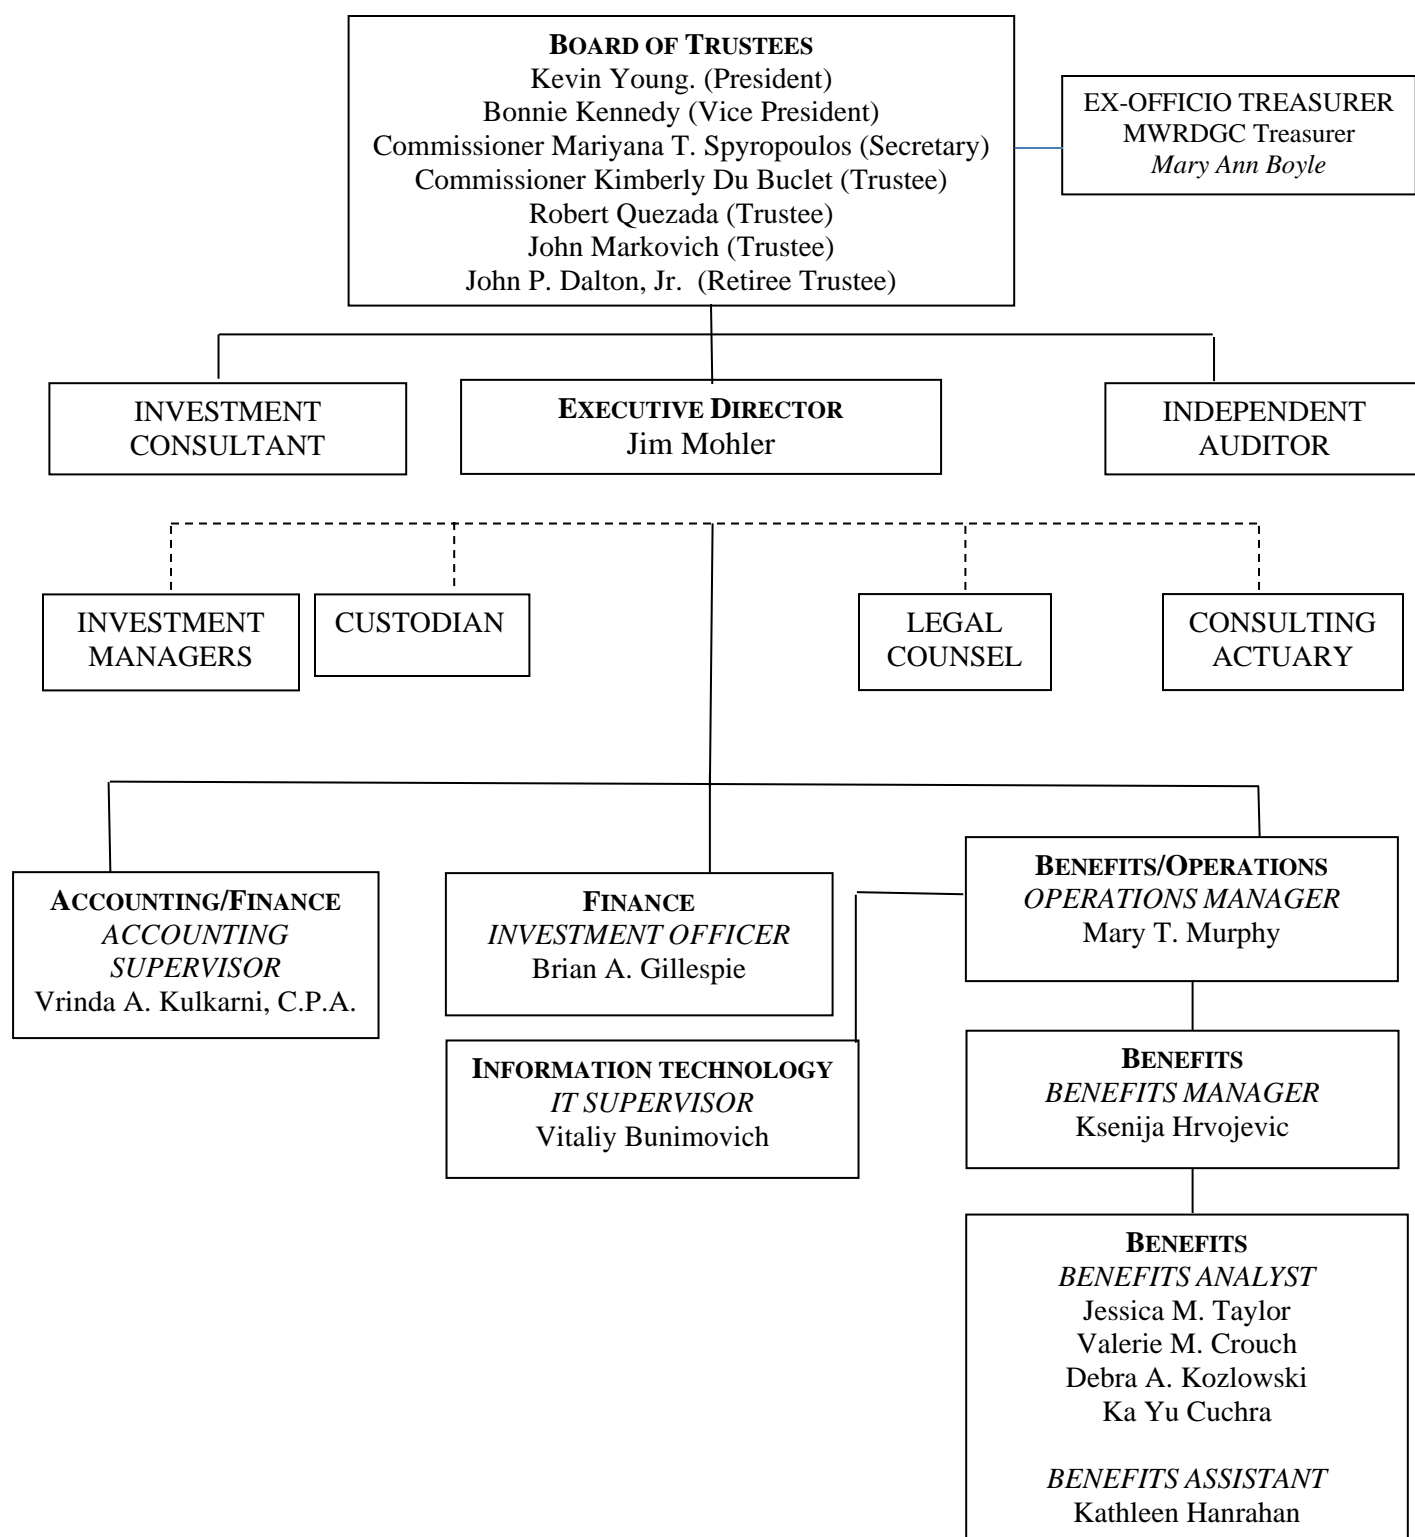 BOARD OF TRUSTEES
Kevin Young. (President)
Bonnie Kennedy (Vice President)
Commissioner Mariyana T. Spyropoulos (Secretary)
Commissioner Kimberly Du Buclet (Trustee)
Robert Quezada (Trustee)
John Markovich (Trustee)
John P. Dalton, Jr.  (Retiree Trustee)
EX-OFFICIO TREASURER
MWRDGC Treasurer
Mary Ann Boyle
INVESTMENT
CONSULTANT
EXECUTIVE DIRECTOR
Jim Mohler
INDEPENDENT
AUDITOR
INVESTMENT
MANAGERS
CUSTODIAN
LEGAL
COUNSEL
CONSULTING
ACTUARY
ACCOUNTING/FINANCE
ACCOUNTING
SUPERVISOR
Vrinda A. Kulkarni, C.P.A.
FINANCE
INVESTMENT OFFICER
Brian A. Gillespie
BENEFITS/OPERATIONS
OPERATIONS MANAGER
Mary T. Murphy
INFORMATION TECHNOLOGY
IT SUPERVISOR
Vitaliy Bunimovich
BENEFITS
BENEFITS MANAGER
Ksenija Hrvojevic
BENEFITS
BENEFITS ANALYST
Jessica M. Taylor
Valerie M. Crouch
Debra A. Kozlowski
Ka Yu Cuchra
BENEFITS ASSISTANT
Kathleen Hanrahan